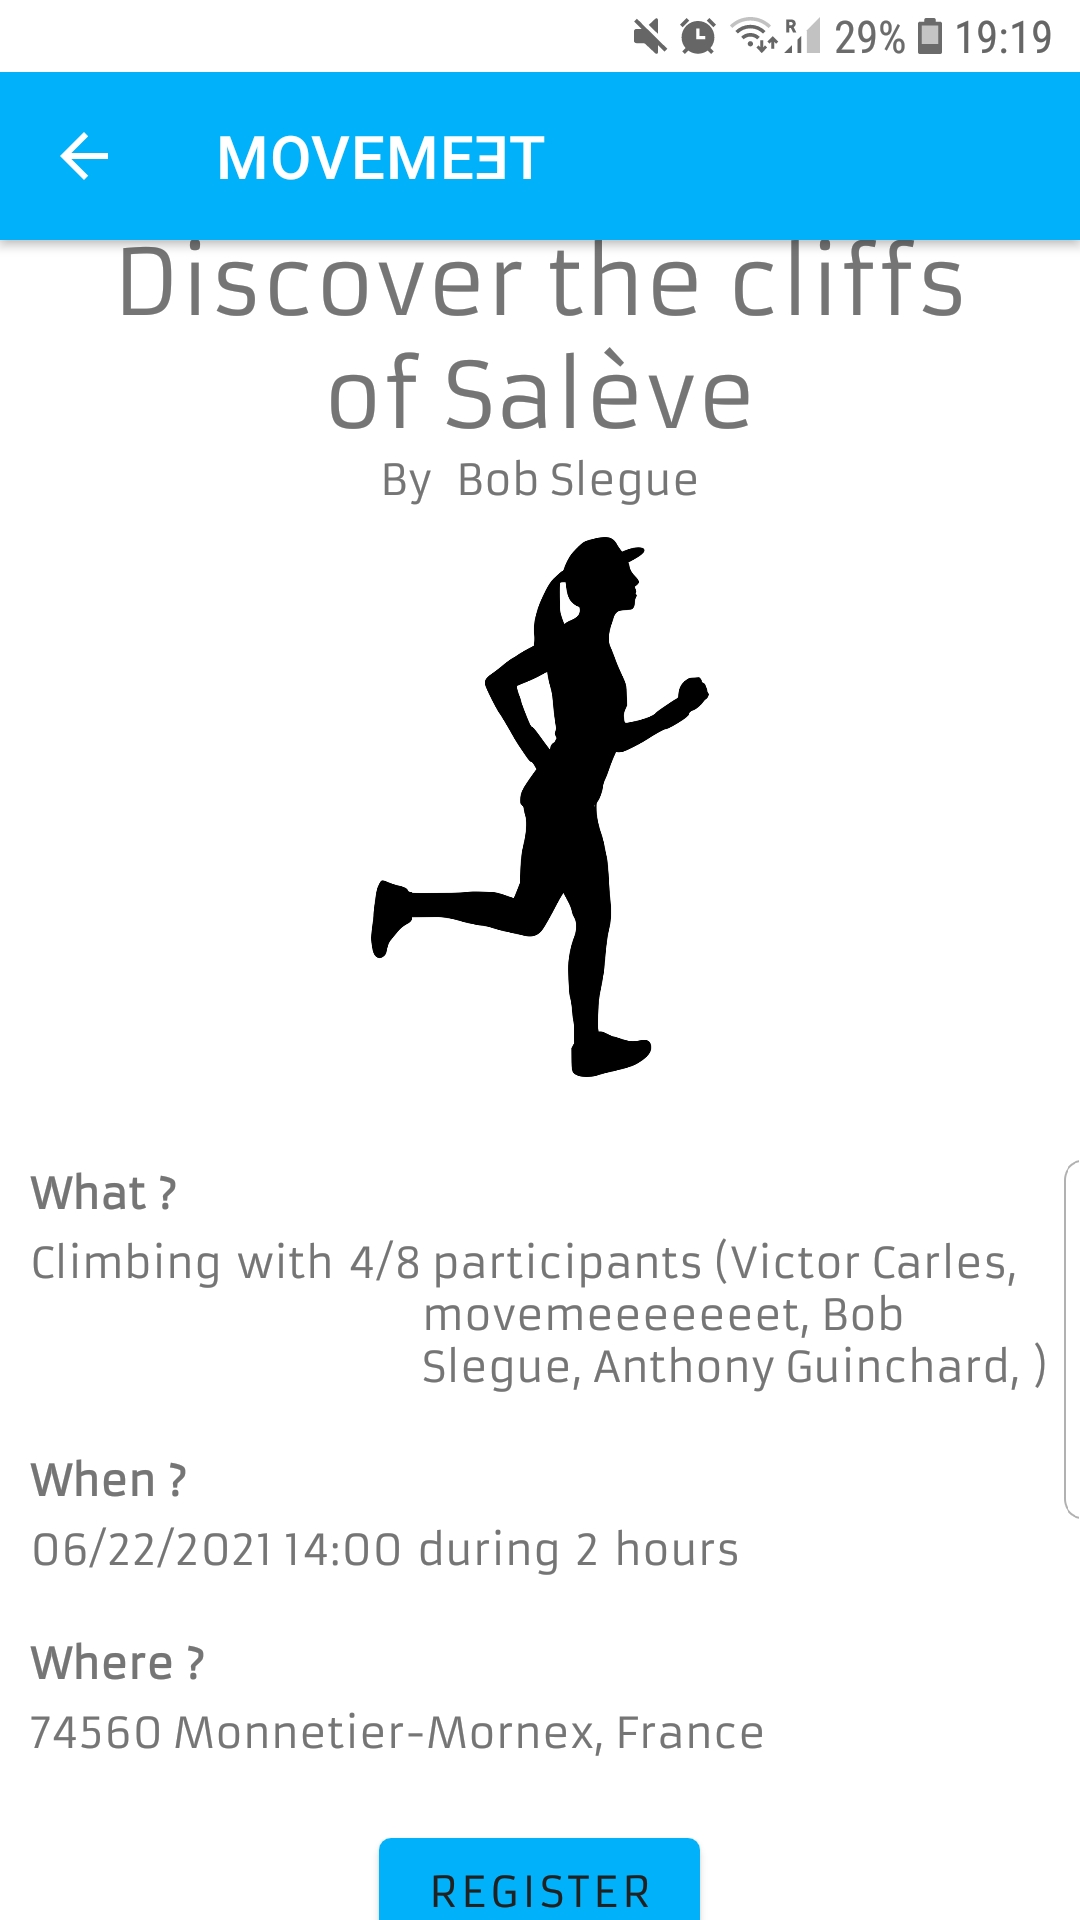 R 29% 19:19
MOVEMEƎT
Discover the cliffs
of Salève
By Bob Slegue
What ?
Climbing with 4/8 participants (Victor Carles,
movemeeeeeeet, Bob
Slegue, Anthony Guinchard, )
When ?
06/22/2021 14:00 during 2 hours
Where ?
74560 Monnetier-Mornex, France
REGISTER